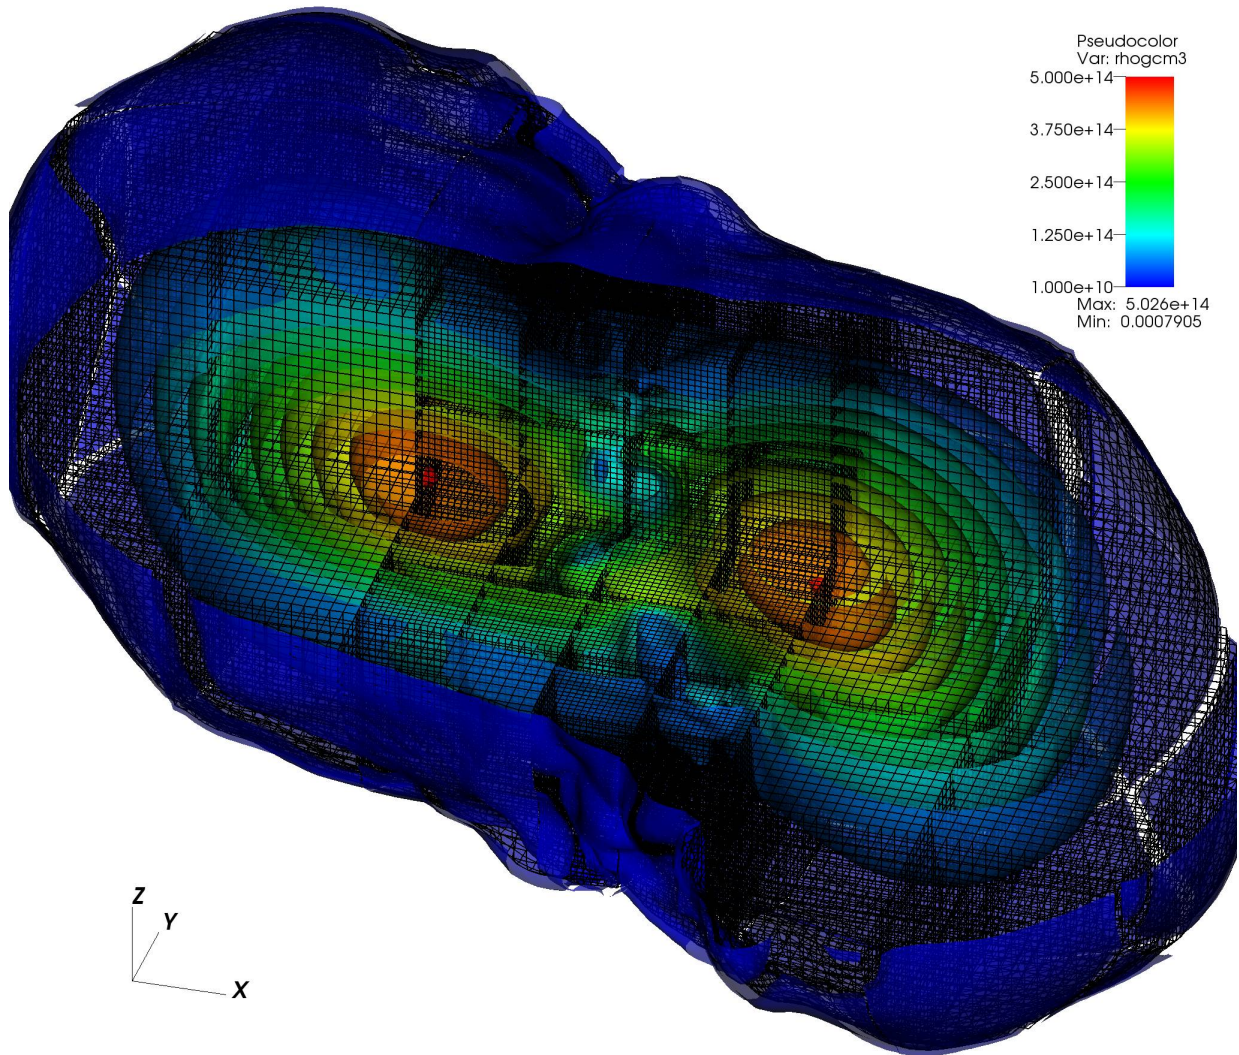 Pseudocolor
Var: rhogcm3
5.000e+14
3.750e+14
2.500e+14
1.250e+14
1.000e+10
Max: 5.026e+14
Min: 0.0007905
Z
Y
X